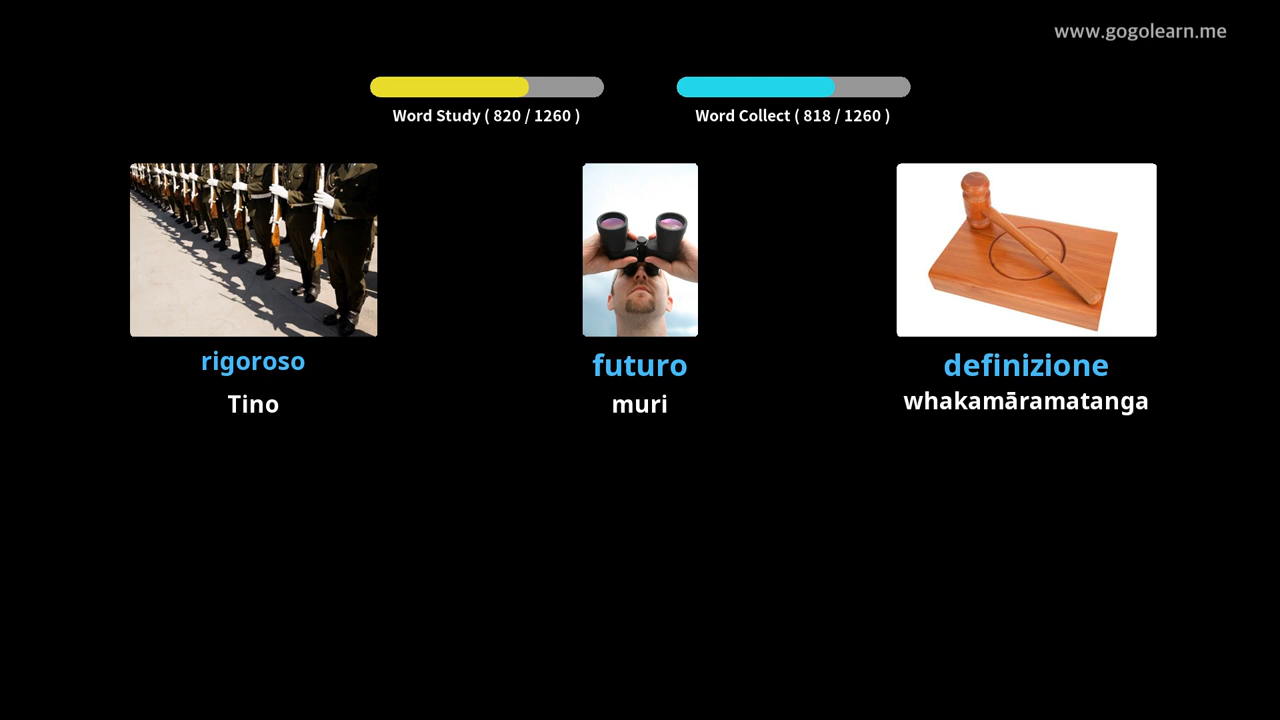 www.gogolearn.me
Word Study ( 820 / 1260 )
Word Collect ( 818 / 1260 )
rigoroso
Tino
futuro
muri
definizione
whakamāramatanga